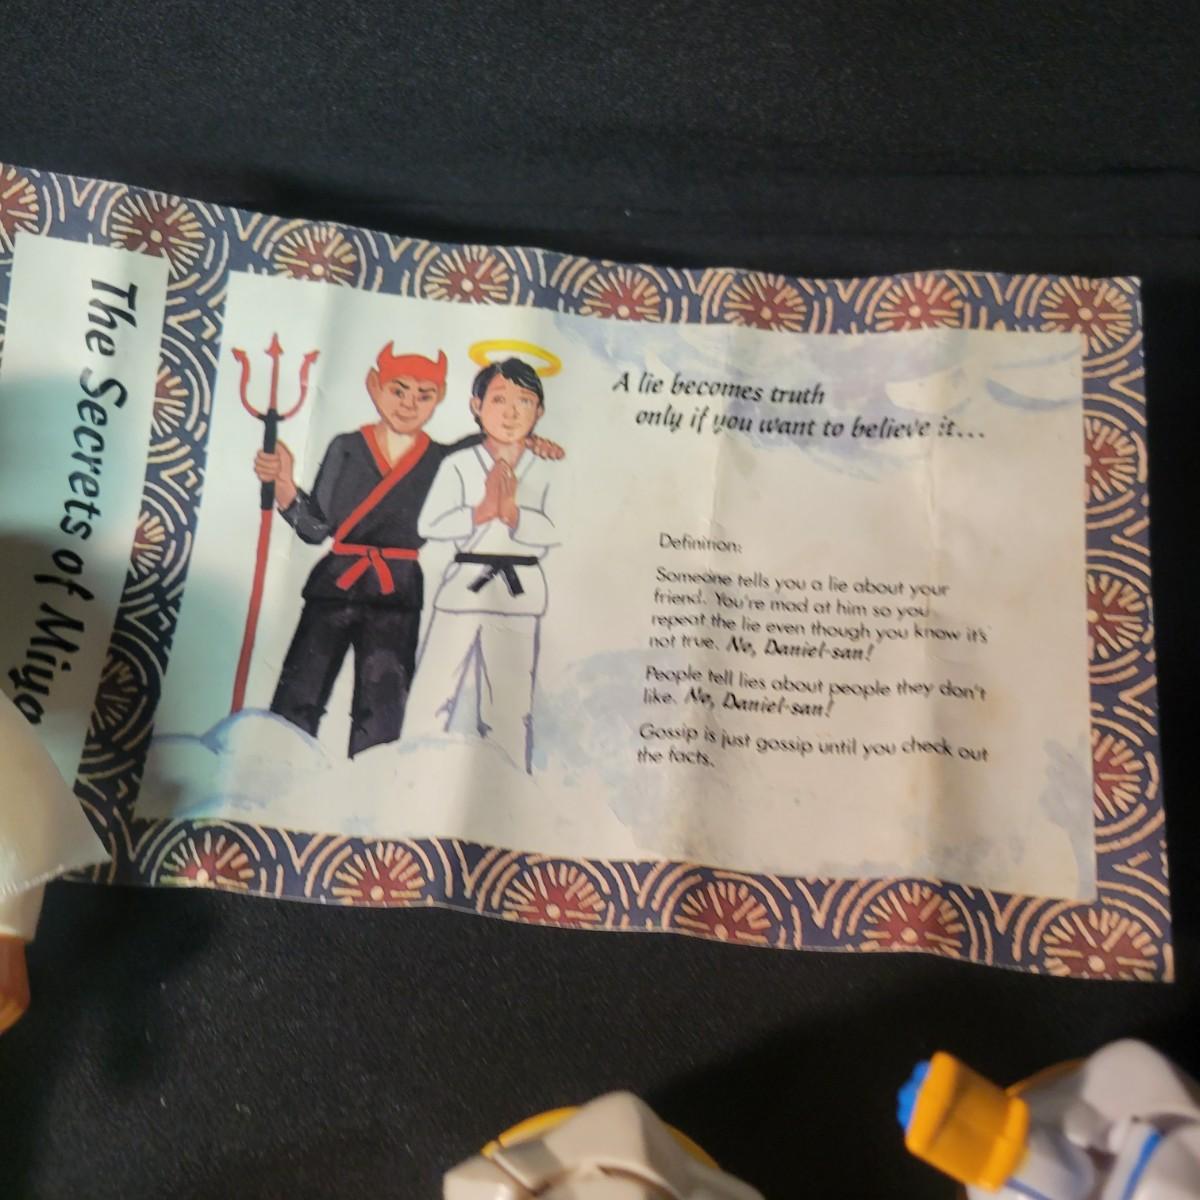 The Secrets of Miya
A lie becomes truth
only if you want to believe it...
Definition:
Someone tells you a lie about your
friend. You're mad at him so you
repeat the lie even though you know it's
not true. No, Daniel-san!
People tell lies about people they don't
like. No, Daniel-san!
Gossip is just gossip until you check out
the facts.